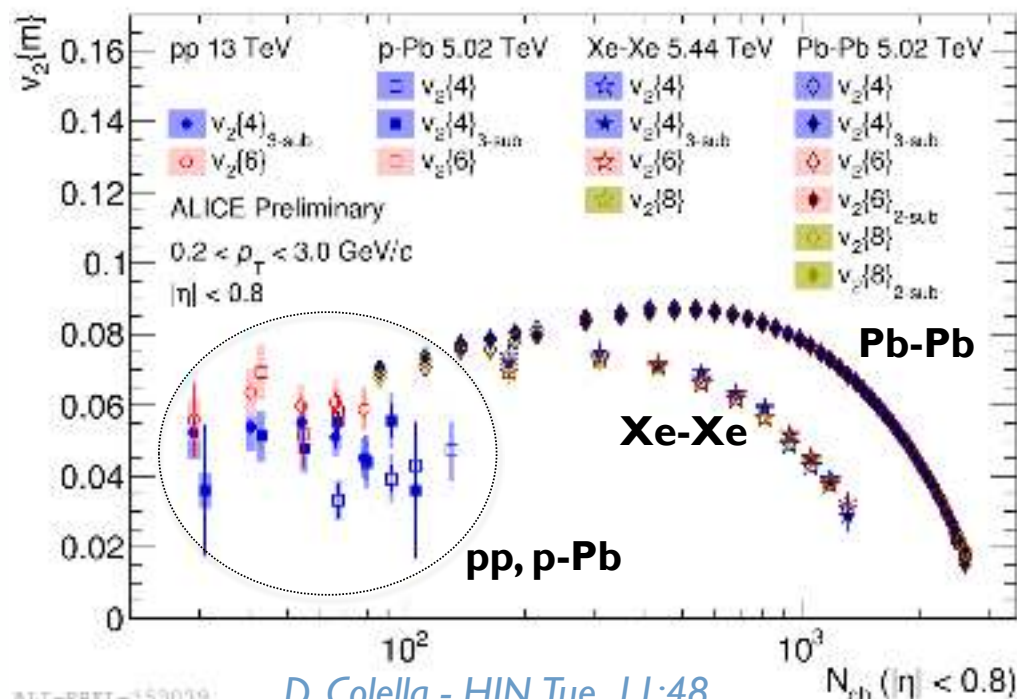 v₂{m}
0.16
0.14
0.12
0.1
0.08
0.06
0.04
0.02
0
pp 13 TeV
v₂{4}3-sub
v₂{6}
p-Pb 5.02 TeV
v₂{4}
v₂{4}3-sub
v₂{6}
Xe-Xe 5.44 TeV
v₂{4}
v₂{4}3-sub
v₂{6}
v₂{8}
Pb-Pb 5.02 TeV
v₂{4}
v₂{4}3-sub
v₂{6}
v₂{6}2-sub
v₂{8}
v₂{8}2-sub
ALICE Preliminary
0.2 < pT < 3.0 GeV/c
|η| < 0.8
Pb-Pb
Xe-Xe
pp, p-Pb
10²
10³
Nch (|η| < 0.8)
D. Colella - HIN Tue. 11:48